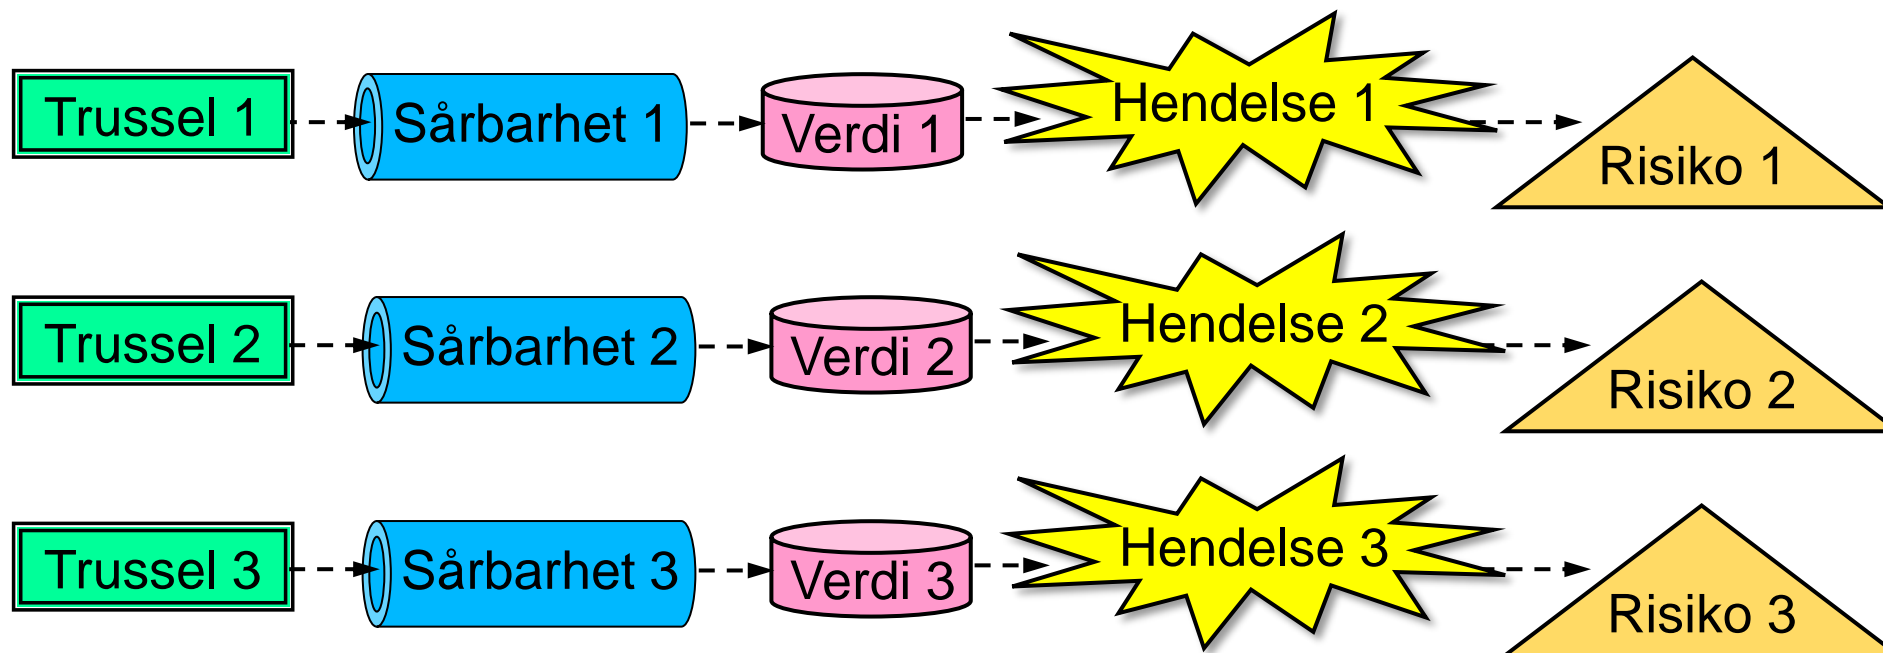 Trussel 1
Sårbarhet 1
Verdi 1
Hendelse 1
Risiko 1
Trussel 2
Sårbarhet 2
Verdi 2
Hendelse 2
Risiko 2
Trussel 3
Sårbarhet 3
Verdi 3
Hendelse 3
Risiko 3